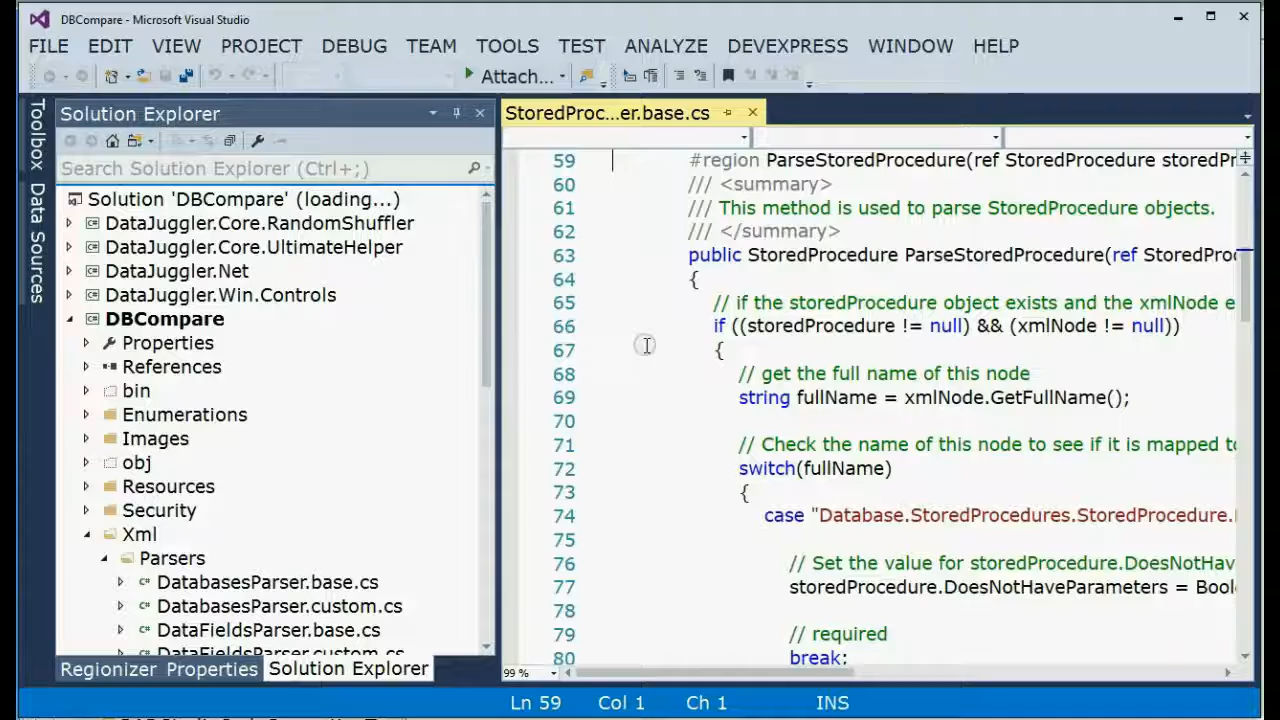 DBCompare - Microsoft Visual Studio
FILE EDIT VIEW PROJECT DEBUG TEAM TOOLS TEST ANALYZE DEVEXPRESS WINDOW HELP
Attach...
Toolbox
Data Sources
Solution Explorer
Search Solution Explorer (Ctrl+;)
Solution 'DBCompare' (loading...)
DataJuggler.Core.RandomShuffler
DataJuggler.Core.UltimateHelper
DataJuggler.Net
DataJuggler.Win.Controls
DBCompare
Properties
References
bin
Enumerations
Images
obj
Resources
Security
Xml
Parsers
DatabasesParser.base.cs
DatabasesParser.custom.cs
DataFieldsParser.base.cs
DataFieldsParser.custom.cs
Regionizer Properties Solution Explorer
StoredProc...er.base.cs
59 #region ParseStoredProcedure(ref StoredProcedure storedPr
60 /// <summary>
61 /// This method is used to parse StoredProcedure objects.
62 /// </summary>
63 public StoredProcedure ParseStoredProcedure(ref StoredPro
64 {
65 // if the storedProcedure object exists and the xmlNode e
66 if ((storedProcedure != null) && (xmlNode != null))
67 {
68 // get the full name of this node
69 string fullName = xmlNode.GetFullName();
70
71 // Check the name of this node to see if it is mapped to
72 switch(fullName)
73 {
74 case "Database.StoredProcedures.StoredProcedure.
75
76 // Set the value for storedProcedure.DoesNotHav
77 storedProcedure.DoesNotHaveParameters = Bool
78
79 // required
80 break;
99 %
Ln 59 Col 1 Ch 1 INS